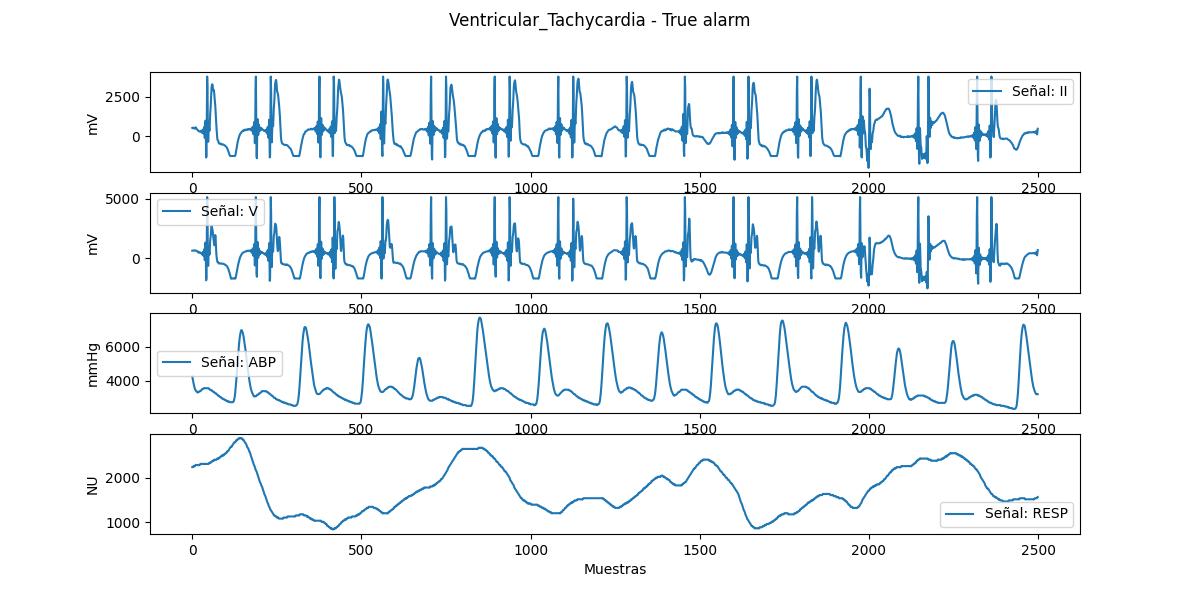 Ventricular_Tachycardia - True alarm
2500
0
mV
Señal: II
0 500 1000 1500 2000 2500
5000
0
mV
Señal: V
0 500 1000 1500 2000 2500
6000
4000
mmHg
Señal: ABP
0 500 1000 1500 2000 2500
2000
1000
NU
Señal: RESP
0 500 1000 1500 2000 2500
Muestras